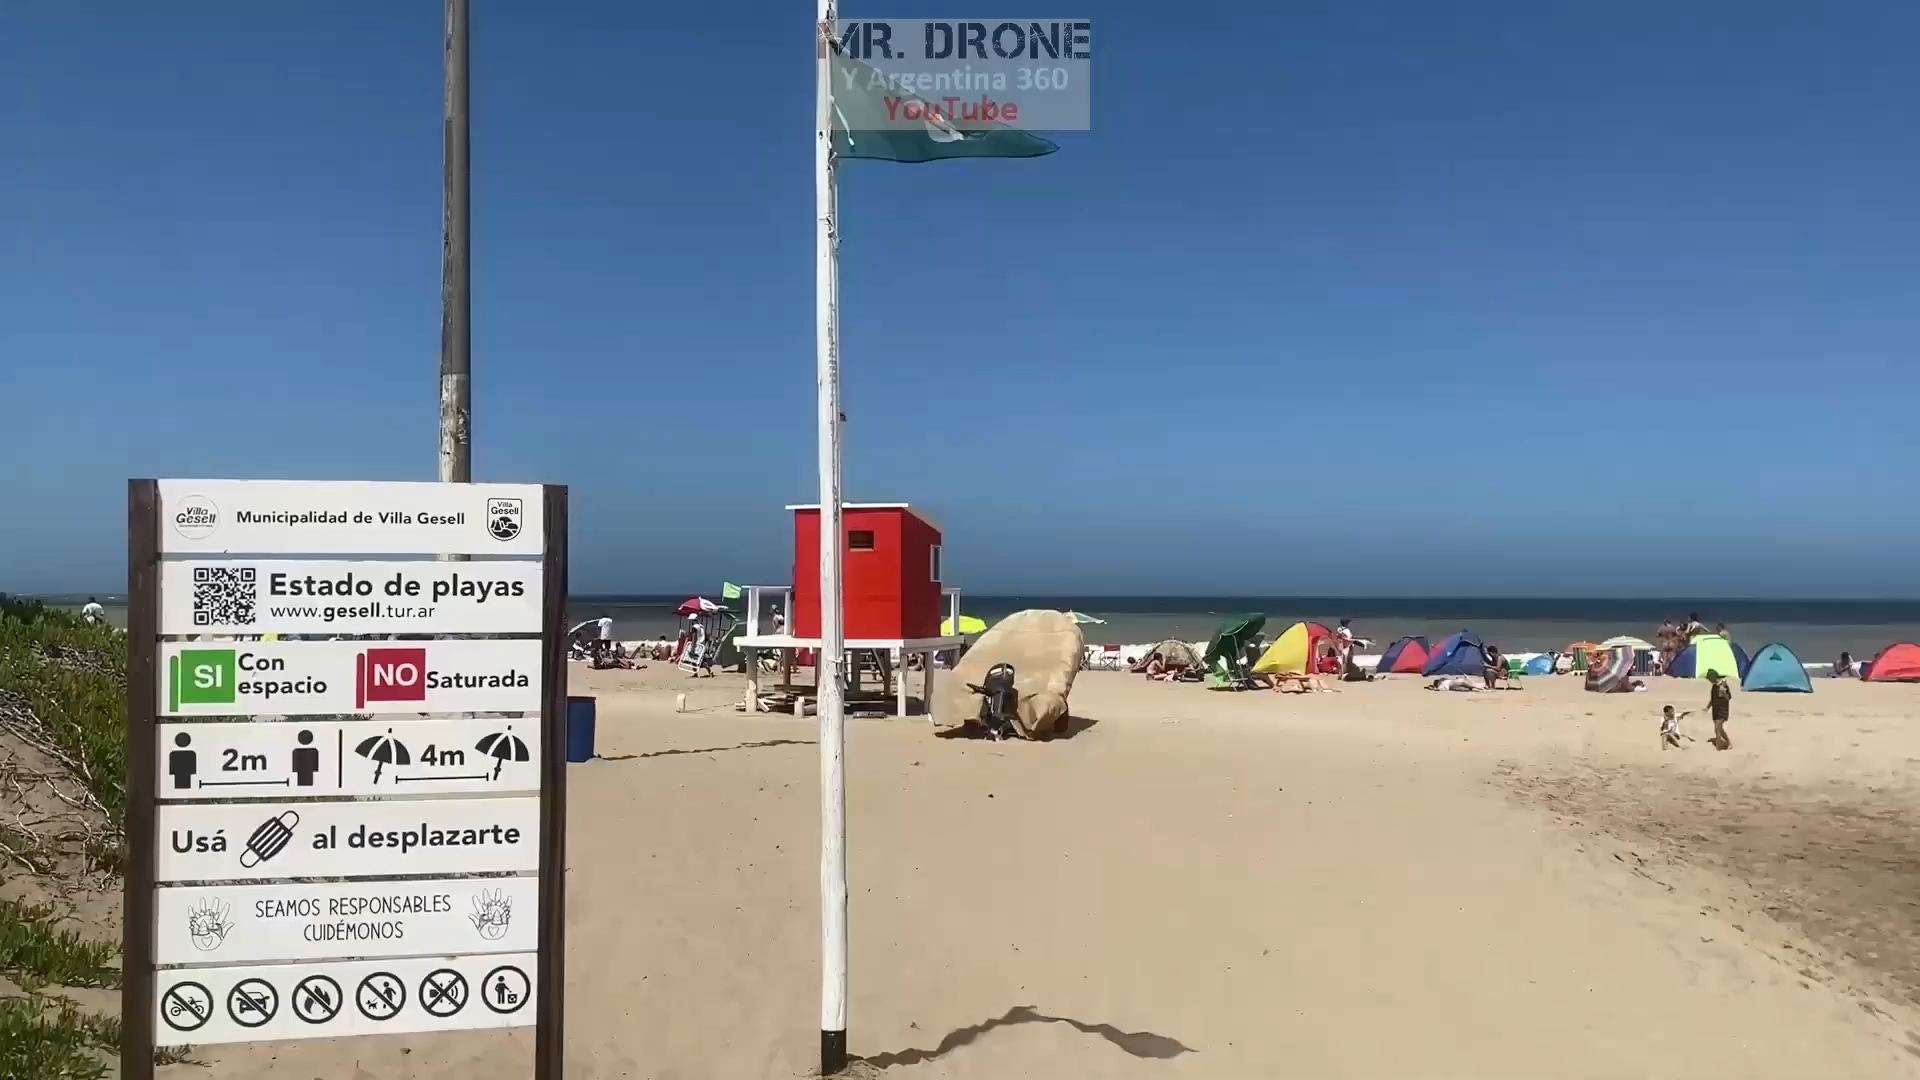 MR. DRONE
Y Argentina 360
YouTube
Villa
Gesell
Municipalidad de Villa Gesell
Villa
Gesell
Estado de playas
www.gesell.tur.ar
SI
Con
espacio
NO
Saturada
2m
4m
Usá
al desplazarte
SEAMOS RESPONSABLES
CUIDÉMONOS